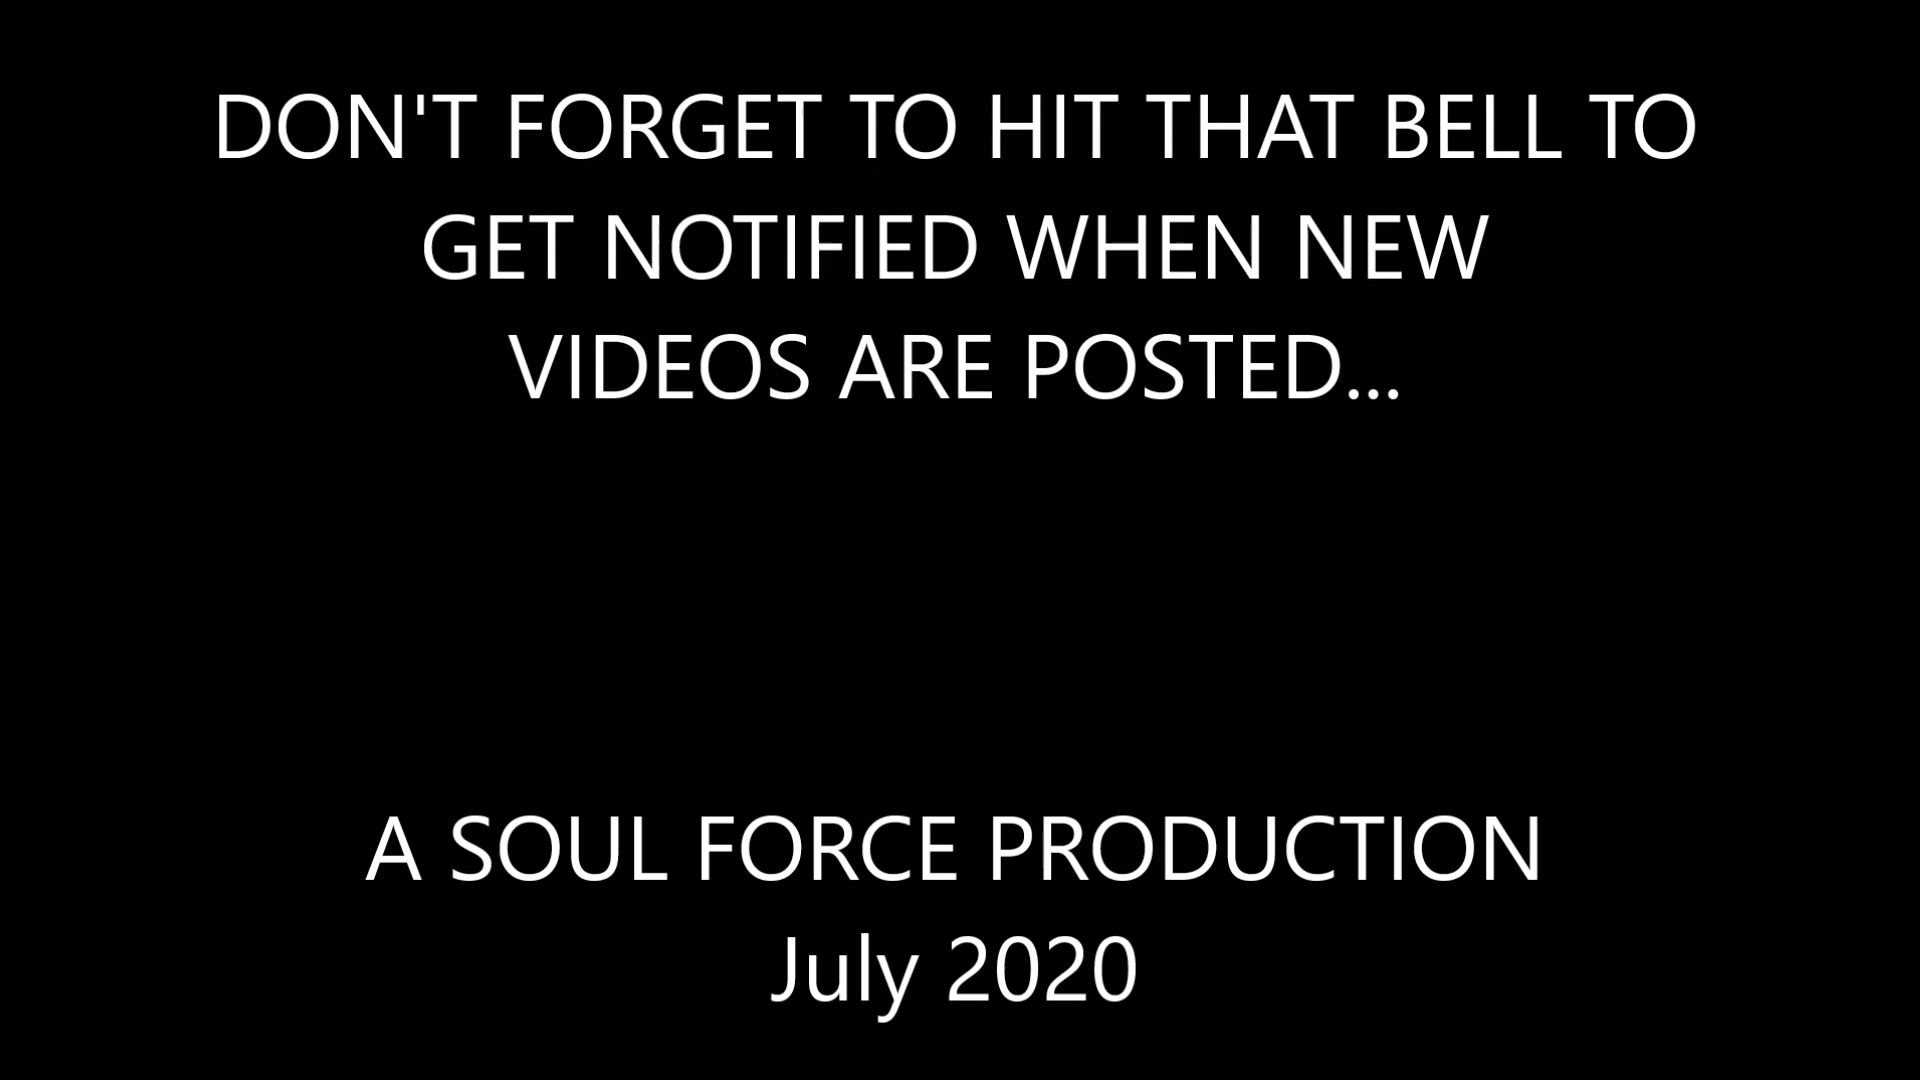 DON'T FORGET TO HIT THAT BELL TO
GET NOTIFIED WHEN NEW
VIDEOS ARE POSTED...
A SOUL FORCE PRODUCTION
July 2020